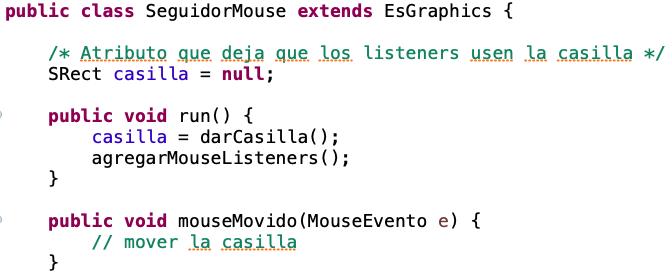 public class SeguidorMouse extends EsGraphics {
/* Atributo que deja que los listeners usen la casilla */
SRect casilla = null;
public void run() {
casilla = darCasilla();
agregarMouseListeners();
}
public void mouseMovido(MouseEvento e) {
// mover la casilla
}